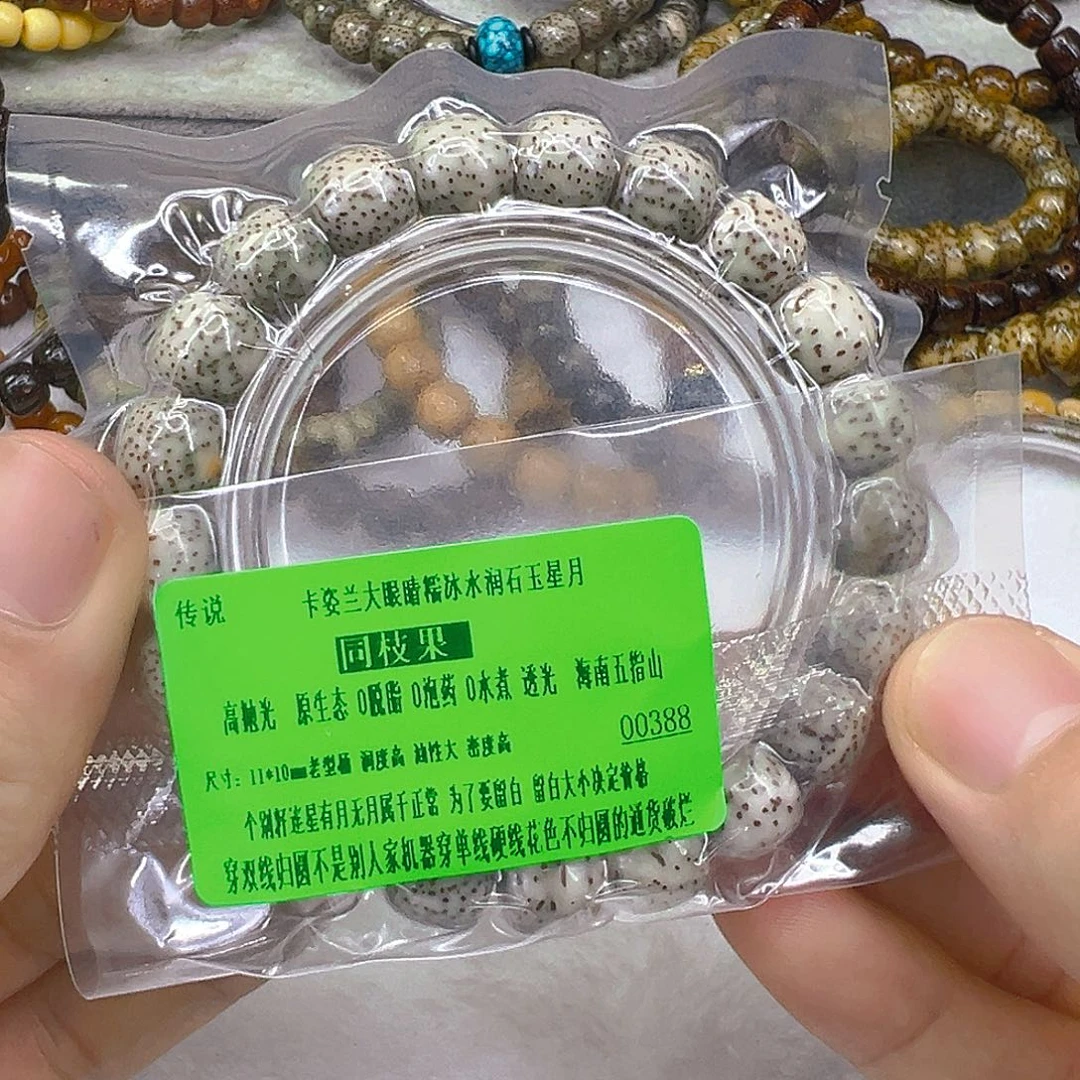 传说 卡姿兰大眼睛糯冰水润石玉星月
同枝果
高抛光 原生态 0脱脂 0泡药 0水煮 透光 海南五指山
00388
尺寸：11*10mm老型桶 润度高 油性大 密度高
个别籽连星有月无月属于正常 为了要留白 留白大小决定价格
穿双线归圆不是别人家机器穿单线硬线花色不归圆的通货破烂